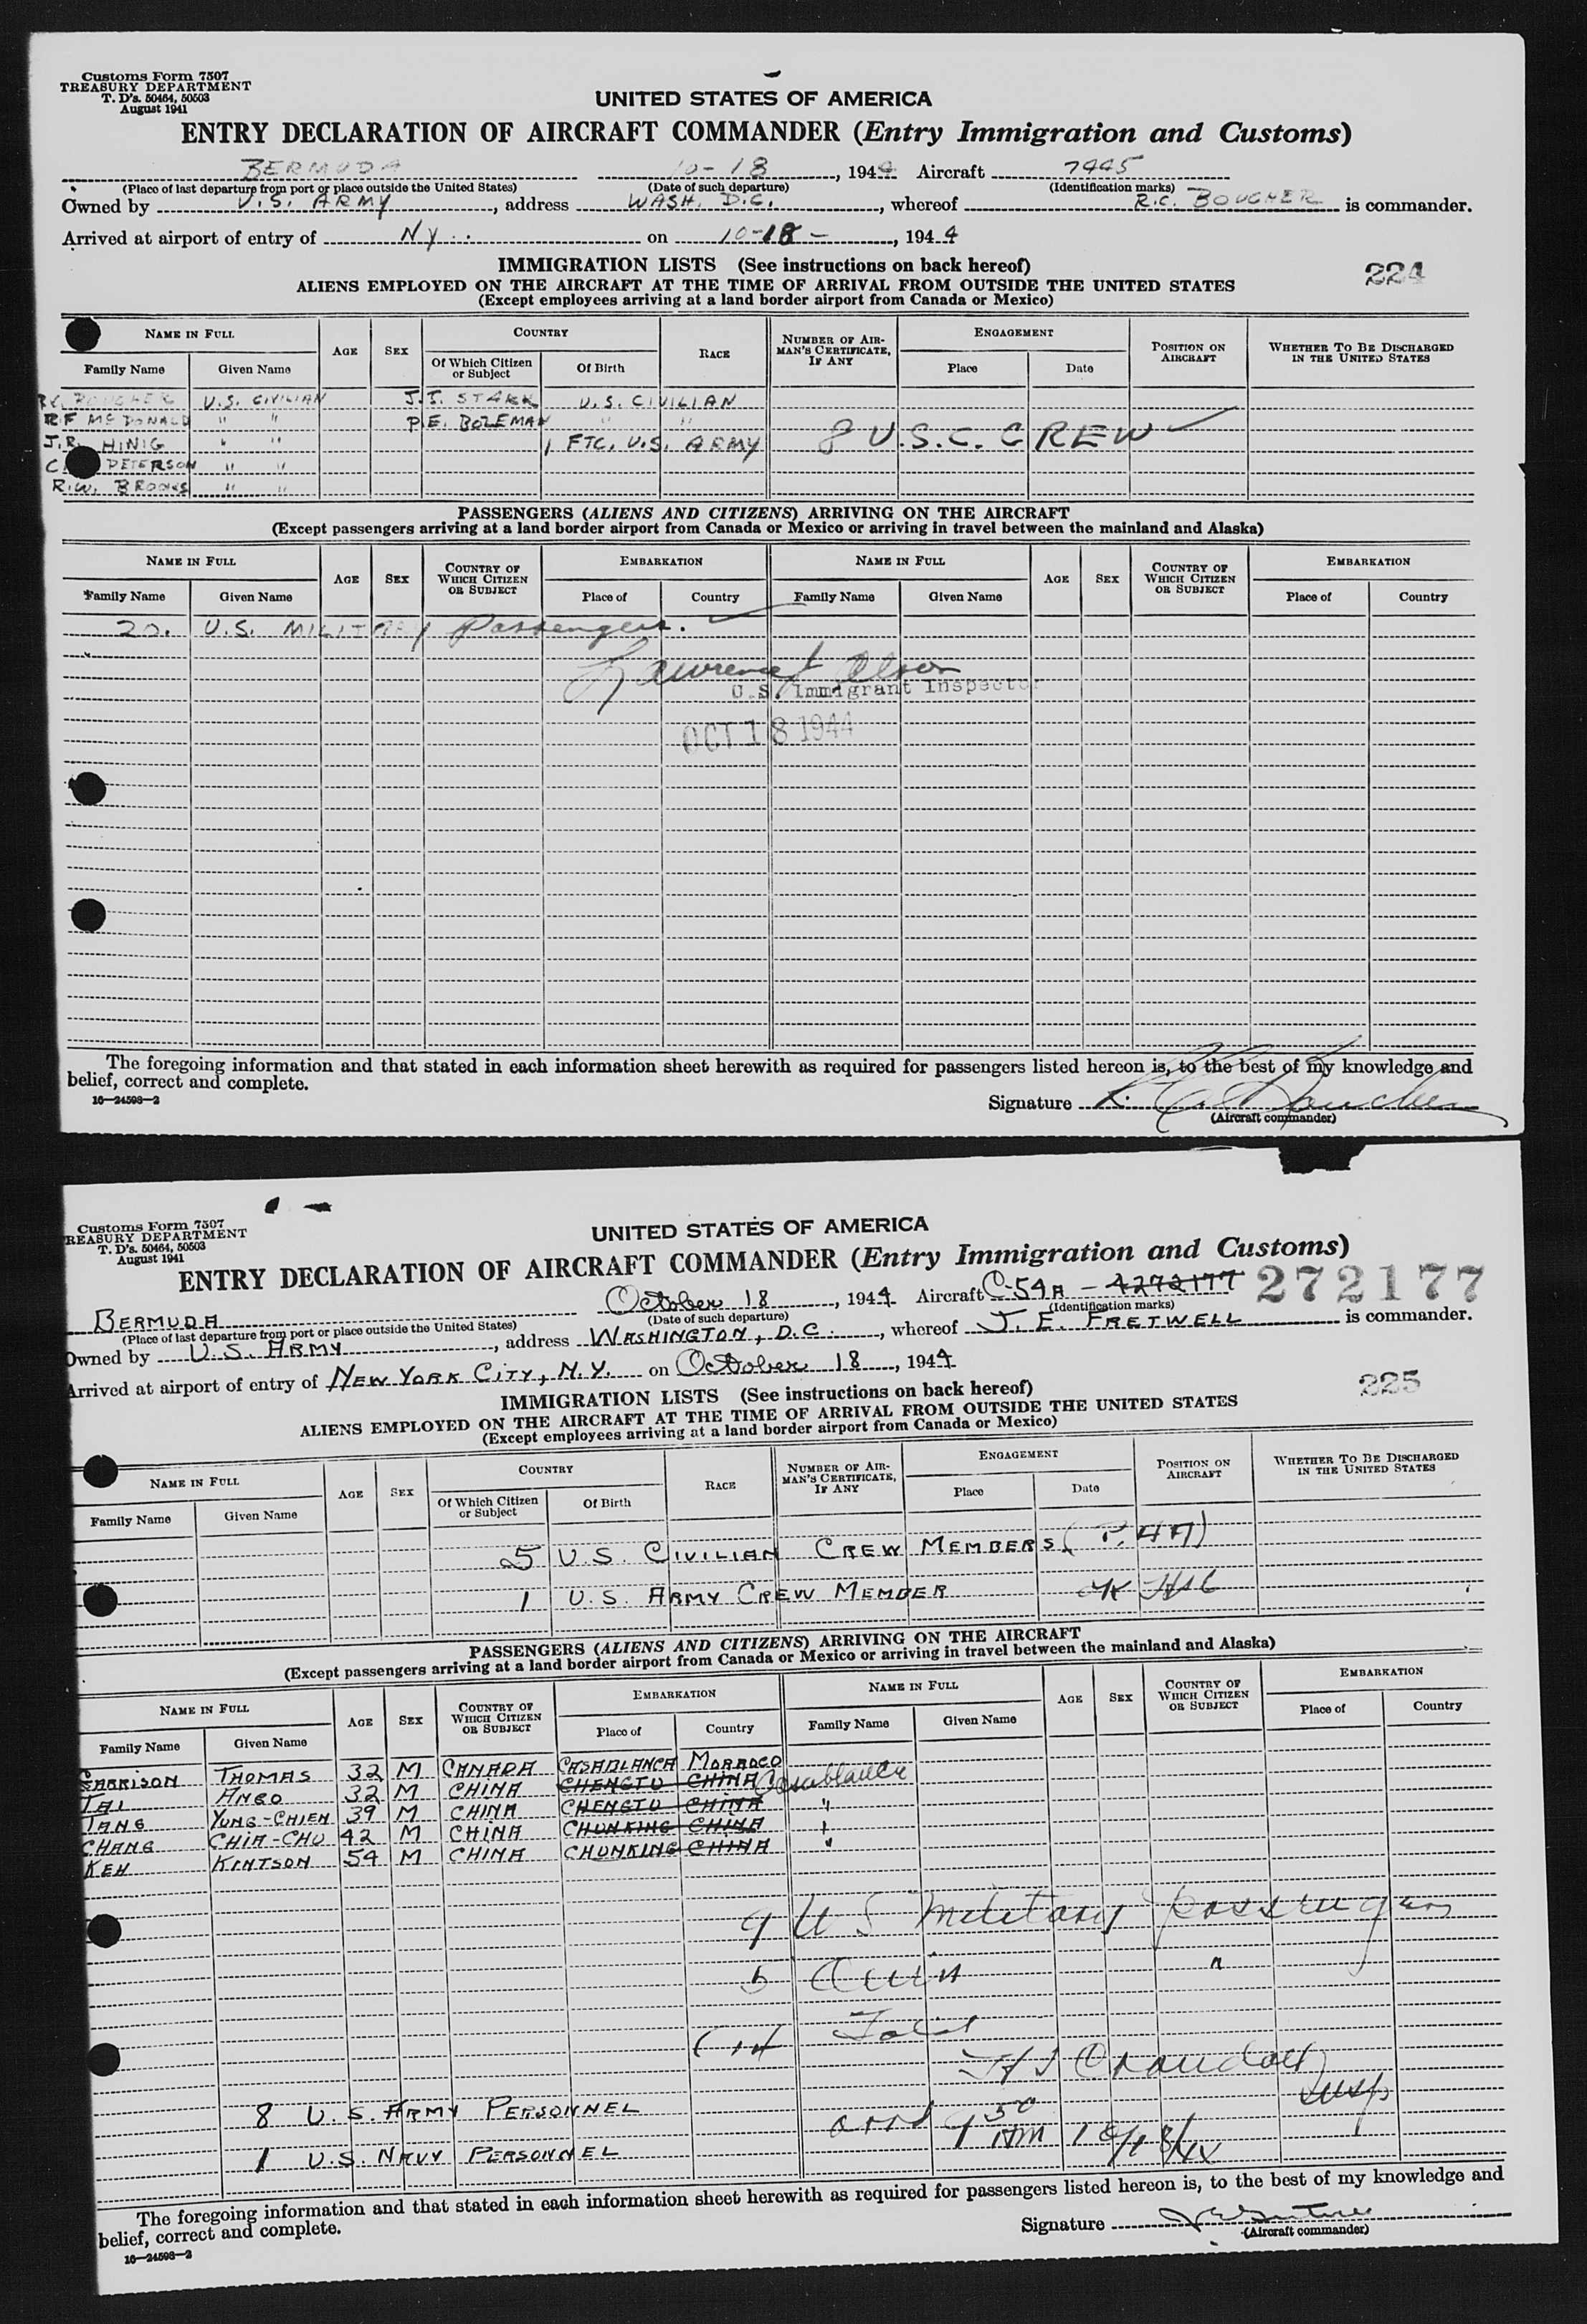 Customs Form 7507
TREASURY DEPARTMENT
T. D's. 50464, 50503
August 1941
UNITED STATES OF AMERICA
ENTRY DECLARATION OF AIRCRAFT COMMANDER (Entry Immigration and Customs)
BERMUDA 10-18, 1944 Aircraft 7445
(Place of last departure from port or place outside the United States) (Date of such departure) (Identification marks)
Owned by U.S. ARMY, address WASH. D.C., whereof R.C. BOUCHER is commander.
Arrived at airport of entry of NY. on 10-18-, 1944
IMMIGRATION LISTS (See instructions on back hereof)
224
ALIENS EMPLOYED ON THE AIRCRAFT AT THE TIME OF ARRIVAL FROM OUTSIDE THE UNITED STATES
(Except employees arriving at a land border airport from Canada or Mexico)
NAME IN FULL AGE SEX COUNTRY RACE NUMBER OF AIRMAN'S CERTIFICATE, IF ANY ENGAGEMENT POSITION ON AIRCRAFT WHETHER TO BE DISCHARGED IN THE UNITED STATES
Family Name Given Name Of Which Citizen or Subject Of Birth Place Date
R.C. BOUCHER U.S. CIVILIAN J.J. STARK U.S. CIVILIAN
R.F. McDONALD " " P.E. BOZEMAN " "
J.R. HINIG " " 1 FTC. U.S. ARMY 8 U.S.C. CREW
C PETERSON " "
R.W. BROOKS " "
PASSENGERS (ALIENS AND CITIZENS) ARRIVING ON THE AIRCRAFT
(Except passengers arriving at a land border airport from Canada or Mexico or arriving in travel between the mainland and Alaska)
NAME IN FULL AGE SEX COUNTRY OF WHICH CITIZEN OR SUBJECT EMBARKATION NAME IN FULL AGE SEX COUNTRY OF WHICH CITIZEN OR SUBJECT EMBARKATION
Family Name Given Name Place of Country Family Name Given Name Place of Country
20. U.S. MILITARY Passengers.
Lawrence Olson
U.S. Immigrant Inspector
OCT 18 1944
The foregoing information and that stated in each information sheet herewith as required for passengers listed hereon is, to the best of my knowledge and
belief, correct and complete.
16—24598-2
Signature R. C. Boucher
(Aircraft commander)
Customs Form 7507
TREASURY DEPARTMENT
T. D's. 50464, 50503
August 1941
UNITED STATES OF AMERICA
ENTRY DECLARATION OF AIRCRAFT COMMANDER (Entry Immigration and Customs)
BERMUDA October 18, 1944 Aircraft C-54A - 4272177 272177
(Place of last departure from port or place outside the United States) (Date of such departure) (Identification marks)
Owned by U.S. ARMY, address WASHINGTON, D.C., whereof J. E. FRETWELL is commander.
Arrived at airport of entry of NEW YORK CITY, N.Y. on October 18, 1944
IMMIGRATION LISTS (See instructions on back hereof)
225
ALIENS EMPLOYED ON THE AIRCRAFT AT THE TIME OF ARRIVAL FROM OUTSIDE THE UNITED STATES
(Except employees arriving at a land border airport from Canada or Mexico)
NAME IN FULL AGE SEX COUNTRY RACE NUMBER OF AIRMAN'S CERTIFICATE, IF ANY ENGAGEMENT POSITION ON AIRCRAFT WHETHER TO BE DISCHARGED IN THE UNITED STATES
Family Name Given Name Of Which Citizen or Subject Of Birth Place Date
5 U.S. CIVILIAN CREW MEMBERS
1 U.S. ARMY CREW MEMBER
PASSENGERS (ALIENS AND CITIZENS) ARRIVING ON THE AIRCRAFT
(Except passengers arriving at a land border airport from Canada or Mexico or arriving in travel between the mainland and Alaska)
NAME IN FULL AGE SEX COUNTRY OF WHICH CITIZEN OR SUBJECT EMBARKATION NAME IN FULL AGE SEX COUNTRY OF WHICH CITIZEN OR SUBJECT EMBARKATION
Family Name Given Name Place of Country Family Name Given Name Place of Country
GARRISON THOMAS 32 M CANADA CASABLANCA MOROCCO
TAI ANGO 32 M CHINA CHENGTU CHINA Casablanca
TANG YUNG-CHIEN 39 M CHINA CHENGTU CHINA "
CHANG CHIA-CHU 42 M CHINA CHUNKING CHINA "
KEH KINTSON 54 M CHINA CHUNKING CHINA "
9 U S Military passengers
5 Alien "
14 Total
H J Crandall
Insp
8 U.S. ARMY PERSONNEL
arrd 9 50 AM 10/18/44
1 U.S. NAVY PERSONNEL
The foregoing information and that stated in each information sheet herewith as required for passengers listed hereon is, to the best of my knowledge and
belief, correct and complete.
16—24598-2
Signature
(Aircraft commander)